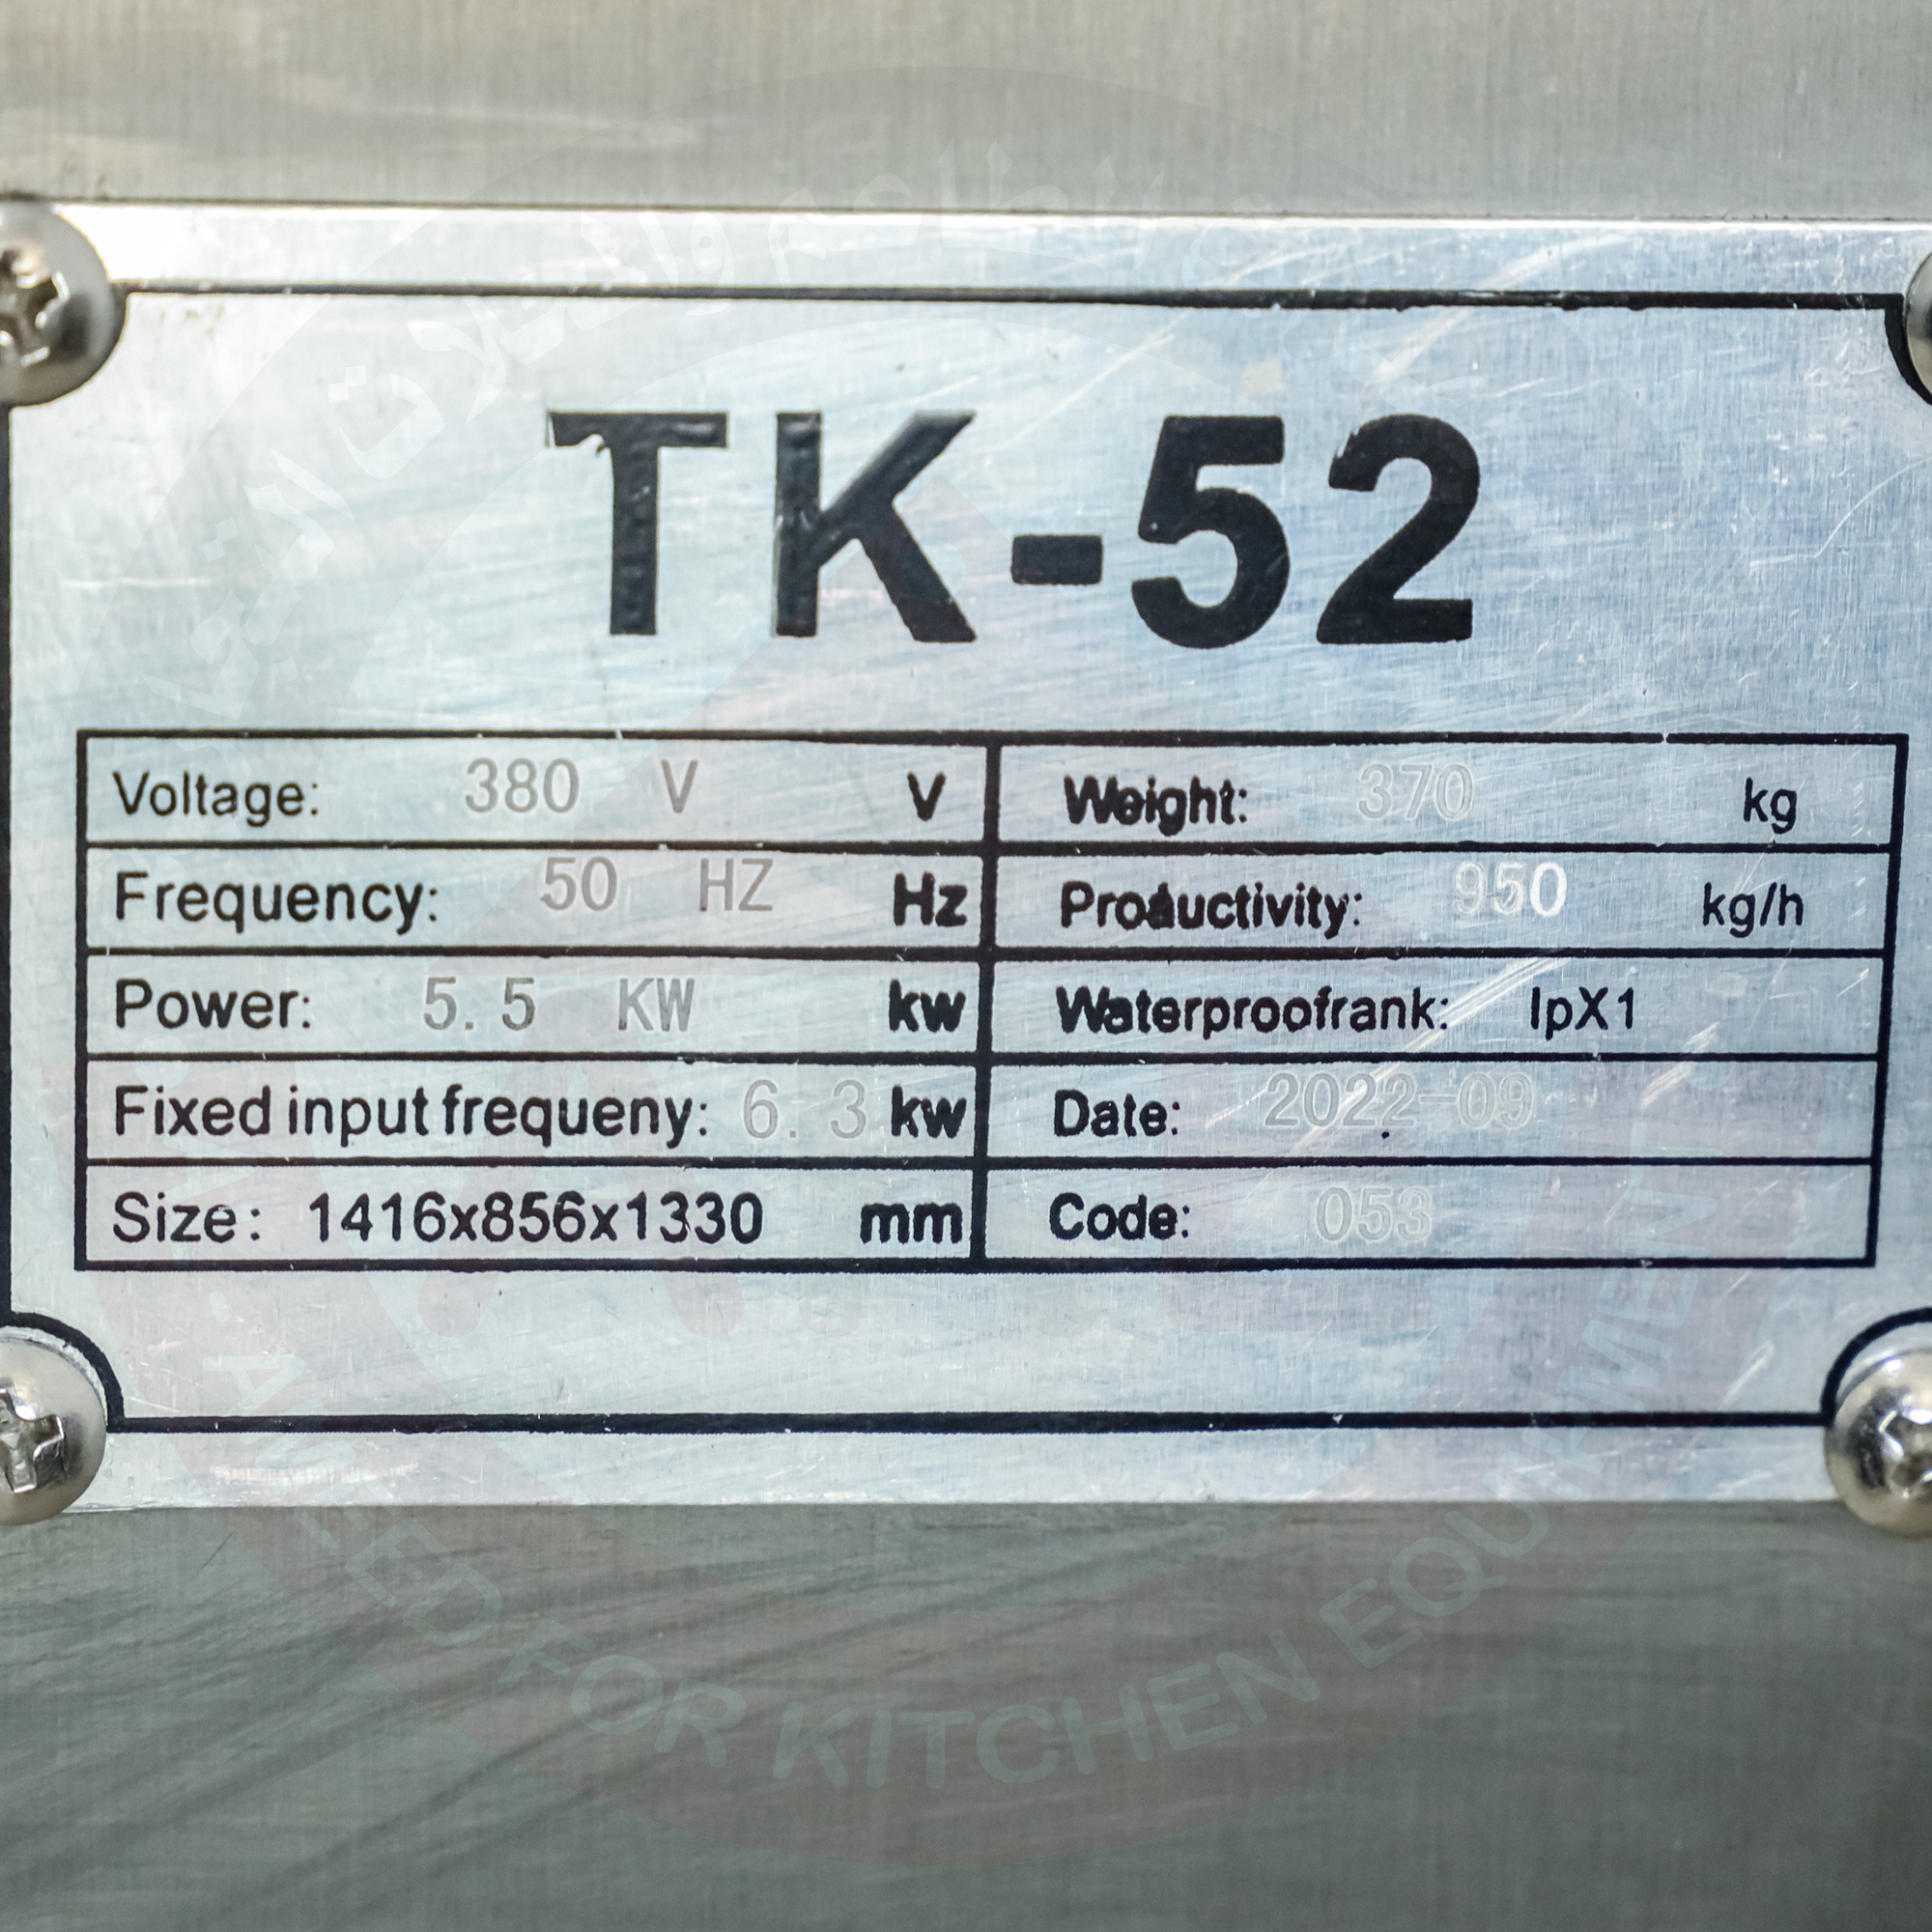 TK-52
Voltage: 380 V V
Weight: 370 kg
Frequency: 50 HZ Hz
Productivity: 950 kg/h
Power: 5.5 KW kw
Waterproofrank: IpX1
Fixed input frequeny: 6.3 kw
Date: 2022-09
Size: 1416x856x1330 mm
Code: 053
FOR KITCHEN EQUIPMENT